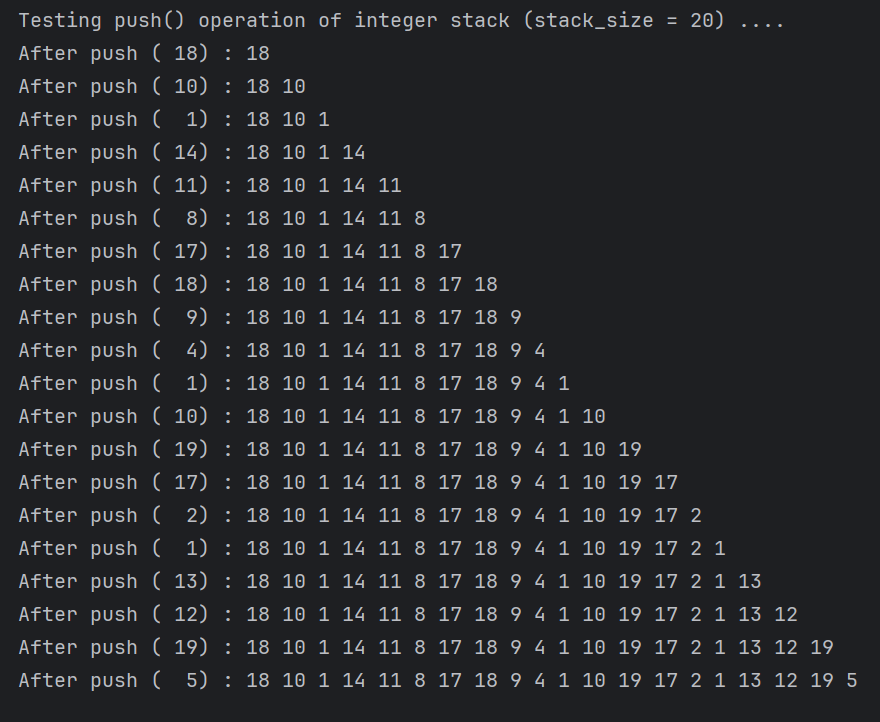 Testing push() operation of integer stack (stack_size = 20) ....
After push ( 18) : 18
After push ( 10) : 18 10
After push (  1) : 18 10 1
After push ( 14) : 18 10 1 14
After push ( 11) : 18 10 1 14 11
After push (  8) : 18 10 1 14 11 8
After push ( 17) : 18 10 1 14 11 8 17
After push ( 18) : 18 10 1 14 11 8 17 18
After push (  9) : 18 10 1 14 11 8 17 18 9
After push (  4) : 18 10 1 14 11 8 17 18 9 4
After push (  1) : 18 10 1 14 11 8 17 18 9 4 1
After push ( 10) : 18 10 1 14 11 8 17 18 9 4 1 10
After push ( 19) : 18 10 1 14 11 8 17 18 9 4 1 10 19
After push ( 17) : 18 10 1 14 11 8 17 18 9 4 1 10 19 17
After push (  2) : 18 10 1 14 11 8 17 18 9 4 1 10 19 17 2
After push (  1) : 18 10 1 14 11 8 17 18 9 4 1 10 19 17 2 1
After push ( 13) : 18 10 1 14 11 8 17 18 9 4 1 10 19 17 2 1 13
After push ( 12) : 18 10 1 14 11 8 17 18 9 4 1 10 19 17 2 1 13 12
After push ( 19) : 18 10 1 14 11 8 17 18 9 4 1 10 19 17 2 1 13 12 19
After push (  5) : 18 10 1 14 11 8 17 18 9 4 1 10 19 17 2 1 13 12 19 5